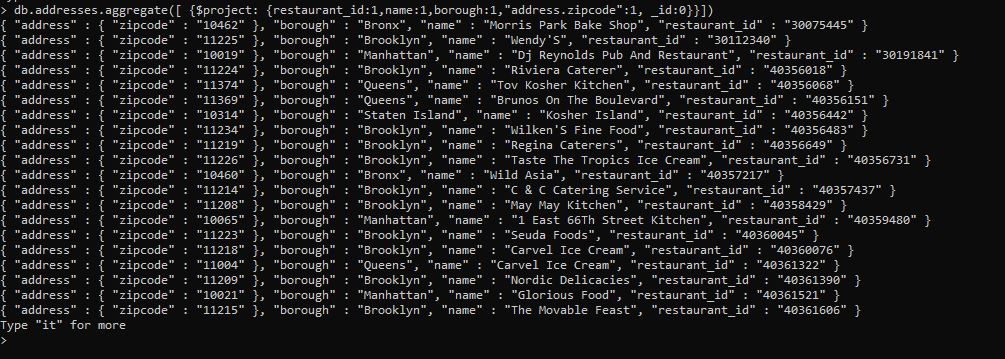 > db.addresses.aggregate([ {$project: {restaurant_id:1,name:1,borough:1,"address.zipcode":1, _id:0}}])
{ "address" : { "zipcode" : "10462" }, "borough" : "Bronx", "name" : "Morris Park Bake Shop", "restaurant_id" : "30075445" }
{ "address" : { "zipcode" : "11225" }, "borough" : "Brooklyn", "name" : "Wendy'S", "restaurant_id" : "30112340" }
{ "address" : { "zipcode" : "10019" }, "borough" : "Manhattan", "name" : "Dj Reynolds Pub And Restaurant", "restaurant_id" : "30191841" }
{ "address" : { "zipcode" : "11224" }, "borough" : "Brooklyn", "name" : "Riviera Caterer", "restaurant_id" : "40356018" }
{ "address" : { "zipcode" : "11374" }, "borough" : "Queens", "name" : "Tov Kosher Kitchen", "restaurant_id" : "40356068" }
{ "address" : { "zipcode" : "11369" }, "borough" : "Queens", "name" : "Brunos On The Boulevard", "restaurant_id" : "40356151" }
{ "address" : { "zipcode" : "10314" }, "borough" : "Staten Island", "name" : "Kosher Island", "restaurant_id" : "40356442" }
{ "address" : { "zipcode" : "11234" }, "borough" : "Brooklyn", "name" : "Wilken'S Fine Food", "restaurant_id" : "40356483" }
{ "address" : { "zipcode" : "11219" }, "borough" : "Brooklyn", "name" : "Regina Caterers", "restaurant_id" : "40356649" }
{ "address" : { "zipcode" : "11226" }, "borough" : "Brooklyn", "name" : "Taste The Tropics Ice Cream", "restaurant_id" : "40356731" }
{ "address" : { "zipcode" : "10460" }, "borough" : "Bronx", "name" : "Wild Asia", "restaurant_id" : "40357217" }
{ "address" : { "zipcode" : "11214" }, "borough" : "Brooklyn", "name" : "C & C Catering Service", "restaurant_id" : "40357437" }
{ "address" : { "zipcode" : "11208" }, "borough" : "Brooklyn", "name" : "May May Kitchen", "restaurant_id" : "40358429" }
{ "address" : { "zipcode" : "10065" }, "borough" : "Manhattan", "name" : "1 East 66Th Street Kitchen", "restaurant_id" : "40359480" }
{ "address" : { "zipcode" : "11223" }, "borough" : "Brooklyn", "name" : "Seuda Foods", "restaurant_id" : "40360045" }
{ "address" : { "zipcode" : "11218" }, "borough" : "Brooklyn", "name" : "Carvel Ice Cream", "restaurant_id" : "40360076" }
{ "address" : { "zipcode" : "11004" }, "borough" : "Queens", "name" : "Carvel Ice Cream", "restaurant_id" : "40361322" }
{ "address" : { "zipcode" : "11209" }, "borough" : "Brooklyn", "name" : "Nordic Delicacies", "restaurant_id" : "40361390" }
{ "address" : { "zipcode" : "10021" }, "borough" : "Manhattan", "name" : "Glorious Food", "restaurant_id" : "40361521" }
{ "address" : { "zipcode" : "11215" }, "borough" : "Brooklyn", "name" : "The Movable Feast", "restaurant_id" : "40361606" }
Type "it" for more
>